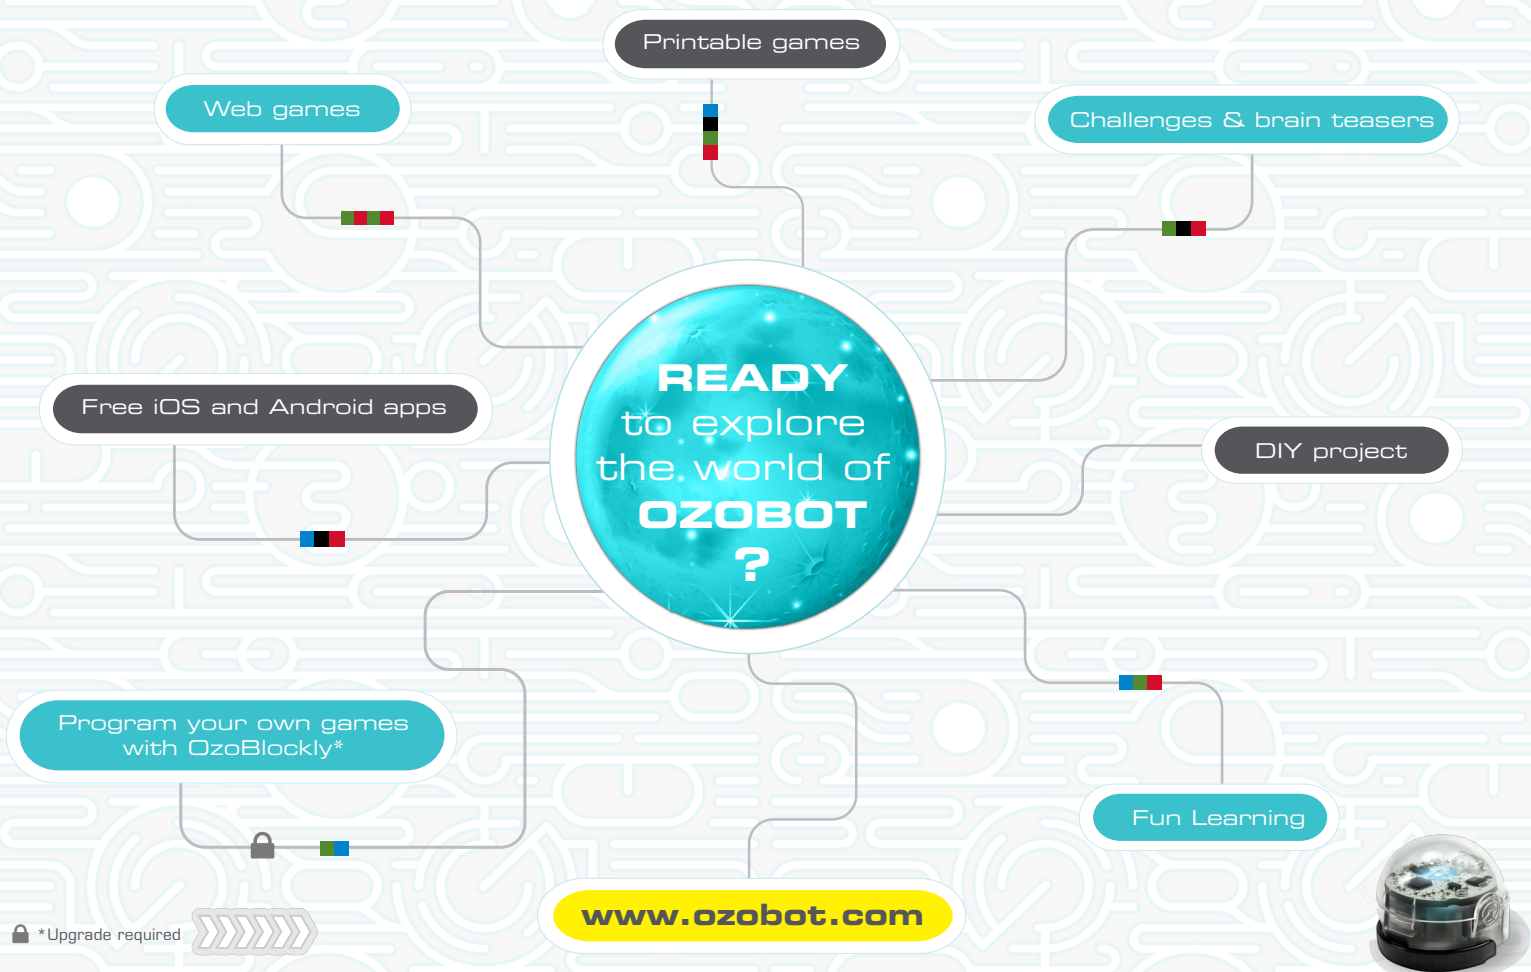 Printable games
Web games
Challenges & brain teasers
READY
to explore
the world of
OZOBOT
?
Free iOS and Android apps
DIY project
Program your own games
with OzoBlockly*
Fun Learning
www.ozobot.com
*Upgrade required